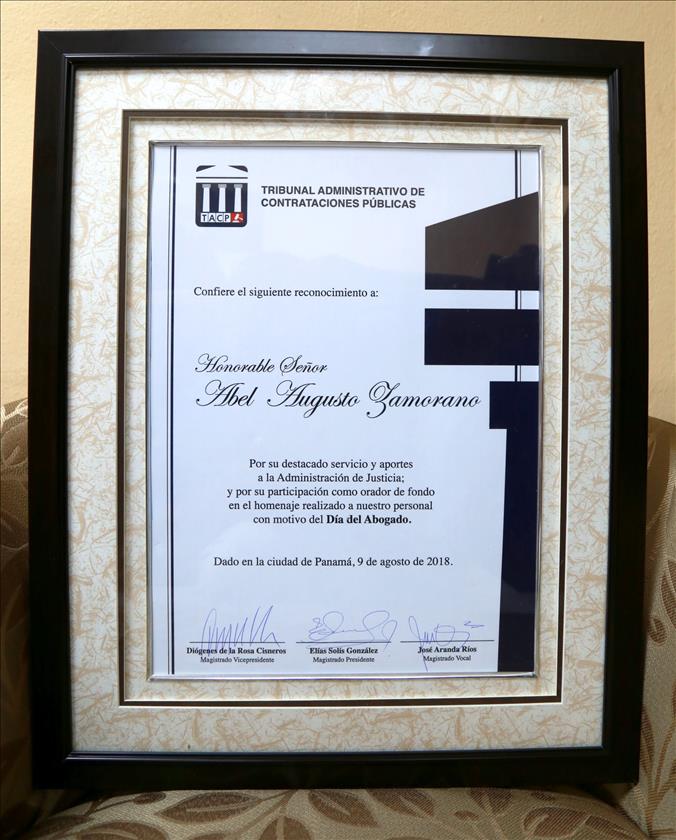 TACP
TRIBUNAL ADMINISTRATIVO DE
CONTRATACIONES PÚBLICAS
Confiere el siguiente reconocimiento a:
Honorable Señor
Abel Augusto Zamorano
Por su destacado servicio y aportes
a la Administración de Justicia;
y por su participación como orador de fondo
en el homenaje realizado a nuestro personal
con motivo del Día del Abogado.
Dado en la ciudad de Panamá, 9 de agosto de 2018.
Diógenes de la Rosa Cisneros
Magistrado Vicepresidente
Elías Solís González
Magistrado Presidente
José Aranda Ríos
Magistrado Vocal